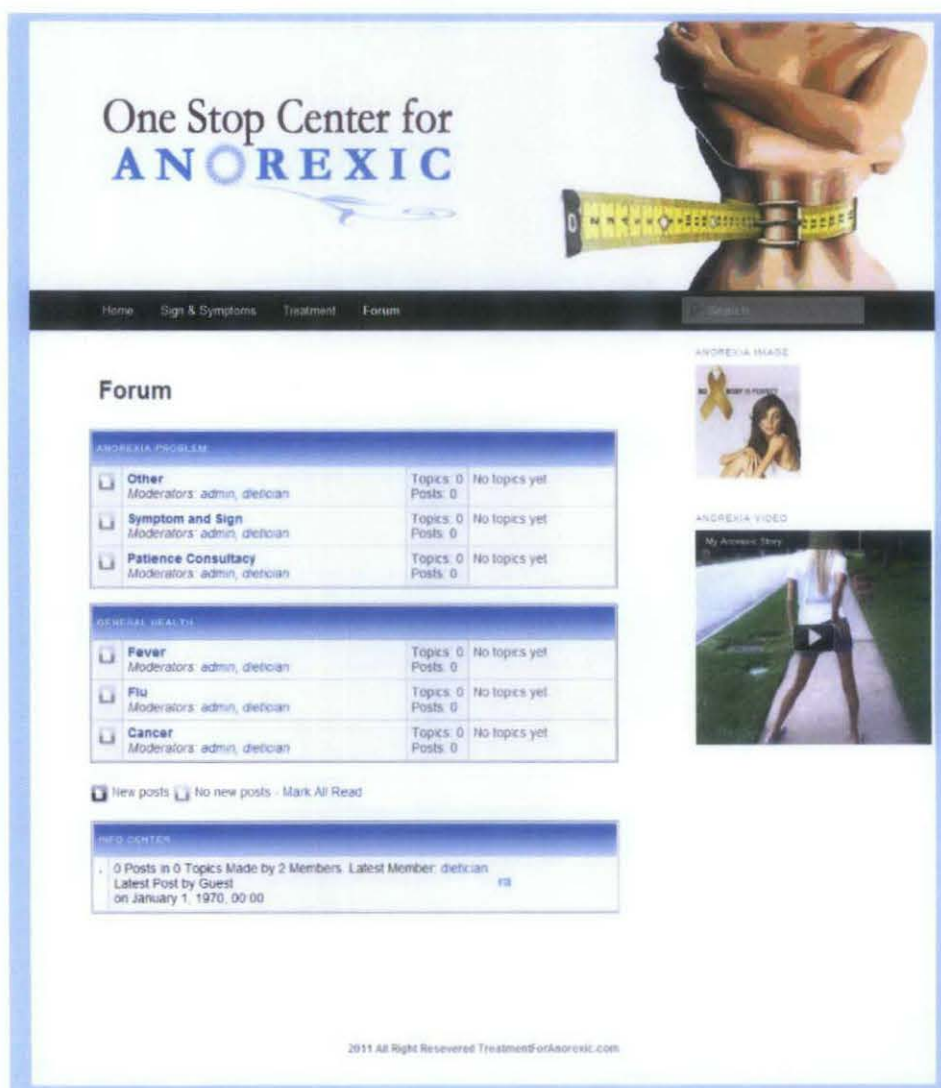 One Stop Center for
ANOREXIC
Home Sign & Symptoms Treatment Forum Search
ANOREXIA IMAGE
BODY IS PERFECT
Forum
ANOREXIA PROBLEM
Other
Moderators: admin, dietician
Topics: 0
Posts: 0
No topics yet
Symptom and Sign
Moderators: admin, dietician
Topics: 0
Posts: 0
No topics yet
Patience Consultacy
Moderators: admin, dietician
Topics: 0
Posts: 0
No topics yet
ANOREXIA VIDEO
My Anorexic Story
GENERAL HEALTH
Fever
Moderators: admin, dietician
Topics: 0
Posts: 0
No topics yet
Flu
Moderators: admin, dietician
Topics: 0
Posts: 0
No topics yet
Cancer
Moderators: admin, dietician
Topics: 0
Posts: 0
No topics yet
New posts No new posts - Mark All Read
INFO CENTER
0 Posts in 0 Topics Made by 2 Members. Latest Member: dietician
Latest Post by Guest
on January 1, 1970, 00:00
2011 All Right Resevered TreatmentForAnorexic.com